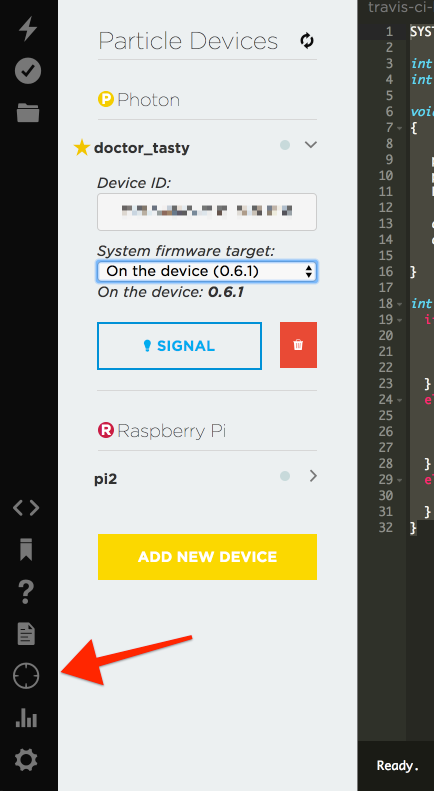 travis-ci-
Particle Devices
P Photon
doctor_tasty
Device ID:
System firmware target:
On the device (0.6.1)
On the device: 0.6.1
SIGNAL
R Raspberry Pi
pi2
ADD NEW DEVICE
?
1 SYST
2
3 int
4 int
5
6 voi
7 {
8
9
10
11
12
13
14
15
16 }
17
18 int
19 i
20
21
22
23 }
24 e
25
26
27
28 }
29 e
30
31 }
32 }
Ready.